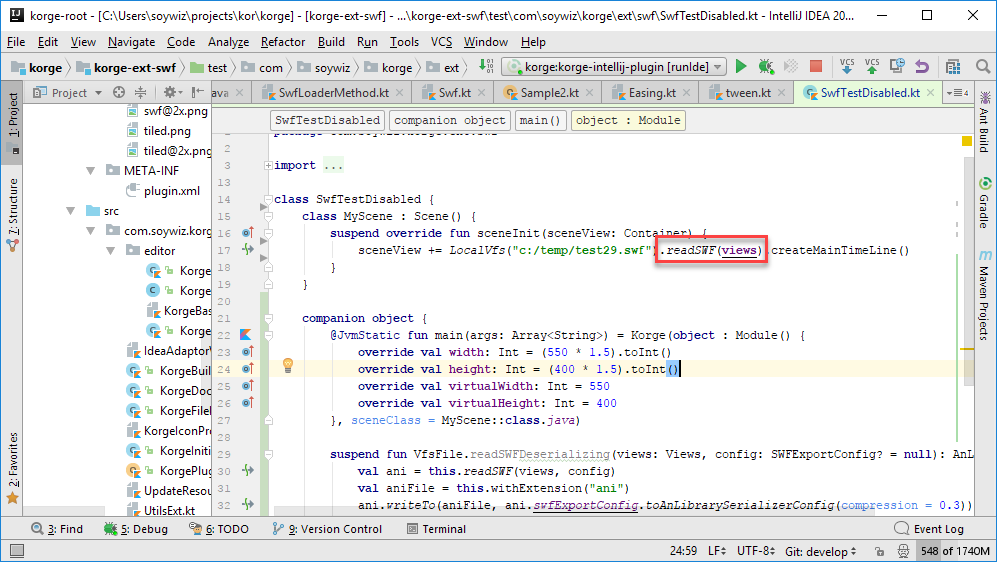 korge-root - [C:\Users\soywiz\projects\kor\korge] - [korge-ext-swf] - ...\korge-ext-swf\test\com\soywiz\korge\ext\swf\SwfTestDisabled.kt - IntelliJ IDEA 20...
File Edit View Navigate Code Analyze Refactor Build Run Tools VCS Window Help
korge korge-ext-swf test com soywiz korge ext korge:korge-intellij-plugin [runIde] VCS VCS
Project java SwfLoaderMethod.kt Swf.kt Sample2.kt Easing.kt tween.kt SwfTestDisabled.kt 4
1: Project
2: Structure
2: Favorites
swf@2x.png
tiled.png
tiled@2x.png
META-INF
plugin.xml
src
com.soywiz.korge
editor
Korge
Korge
KorgeBas
Korge
IdeaAdaptor
KorgeBuil
KorgeDoc
KorgeFilel
KorgeIconPro
KorgeIniti
KorgePlug
UpdateResou
UtilsExt.kt
SwfTestDisabled companion object main() object : Module
2
3 import ...
13
14 class SwfTestDisabled {
15 class MyScene : Scene() {
16 suspend override fun sceneInit(sceneView: Container) {
17 sceneView += LocalVfs("c:/temp/test29.swf").readSWF(views).createMainTimeLine()
18 }
19 }
20
21 companion object {
22 @JvmStatic fun main(args: Array<String>) = Korge(object : Module() {
23 override val width: Int = (550 * 1.5).toInt()
24 override val height: Int = (400 * 1.5).toInt()
25 override val virtualWidth: Int = 550
26 override val virtualHeight: Int = 400
27 }, sceneClass = MyScene::class.java)
28
29 suspend fun VfsFile.readSWFDeserializing(views: Views, config: SWFExportConfig? = null): AnL
30 val ani = this.readSWF(views, config)
31 val aniFile = this.withExtension("ani")
32 ani.writeTo(aniFile, ani.swfExportConfig.toAnLibrarySerializerConfig(compression = 0.3))
Ant Build
Gradle
Maven Projects
3: Find 5: Debug 6: TODO 9: Version Control Terminal Event Log
24:59 LF UTF-8 Git: develop 548 of 1740M